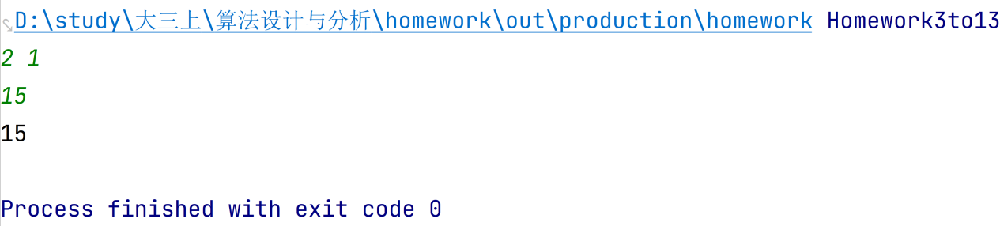 D:\study\大三上\算法设计与分析\homework\out\production\homework Homework3to13
2 1
15
15
Process finished with exit code 0